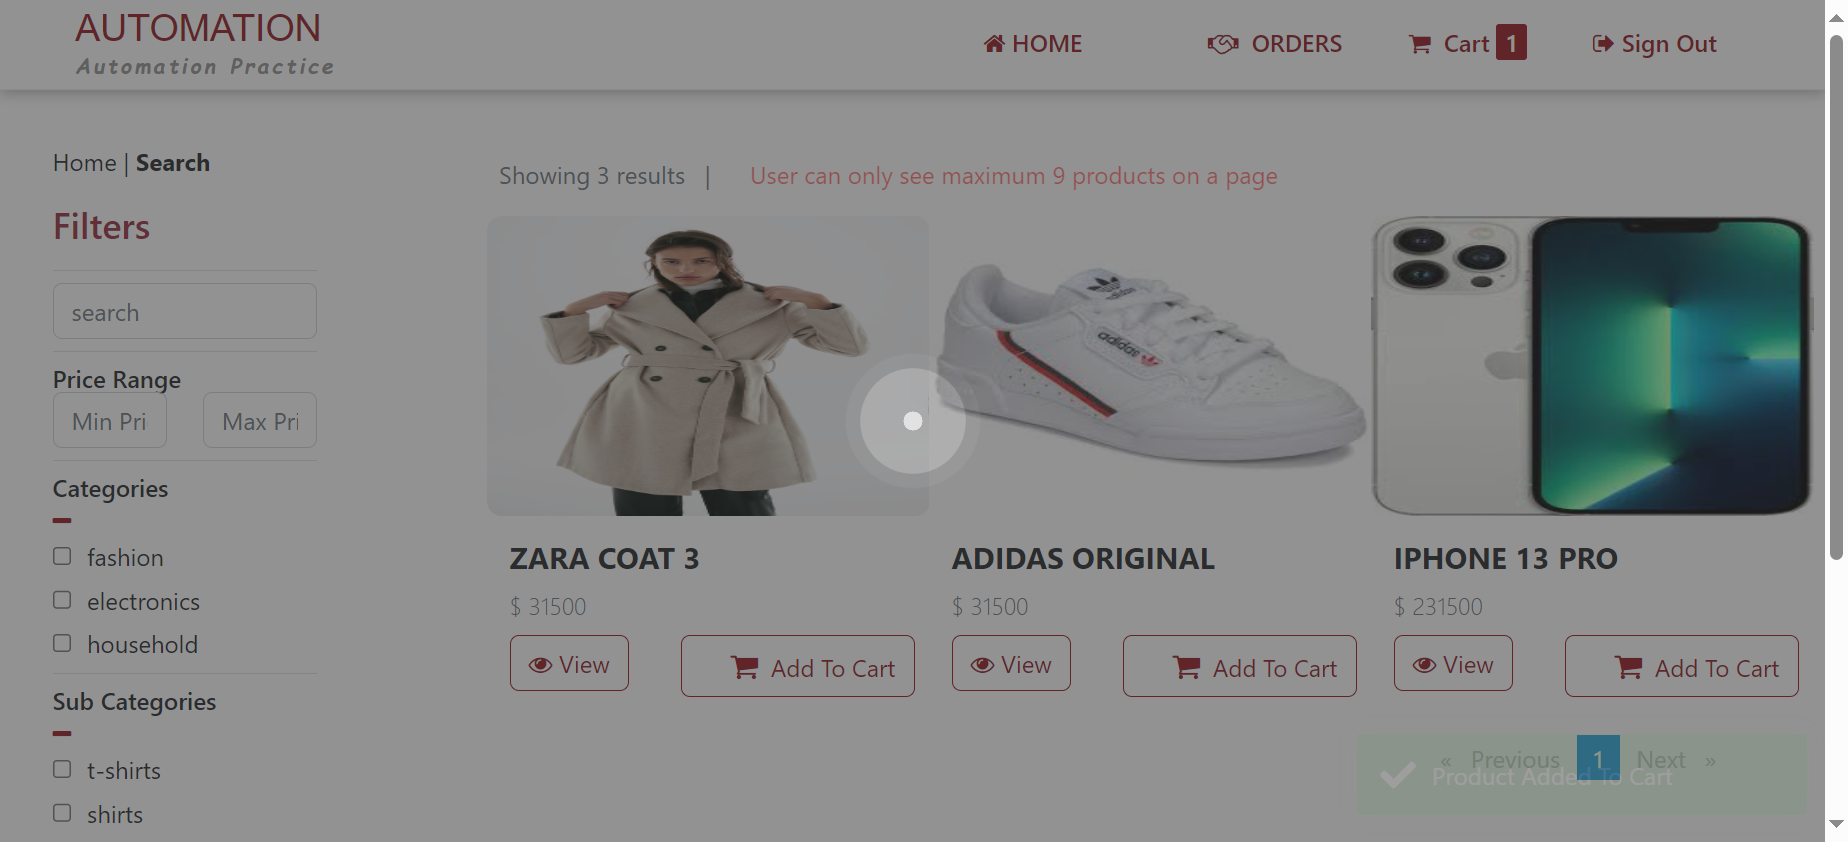 AUTOMATION
Automation Practice
HOME
ORDERS
Cart 1
Sign Out
Home | Search
Showing 3 results |
User can only see maximum 9 products on a page
Filters
search
Price Range
Min Pri
Max Pri
Categories
fashion
electronics
household
Sub Categories
t-shirts
shirts
adidas
adidas
ZARA COAT 3
$ 31500
View
Add To Cart
ADIDAS ORIGINAL
$ 31500
View
Add To Cart
IPHONE 13 PRO
$ 231500
View
Add To Cart
« Previous 1 Next »
Product Added To Cart